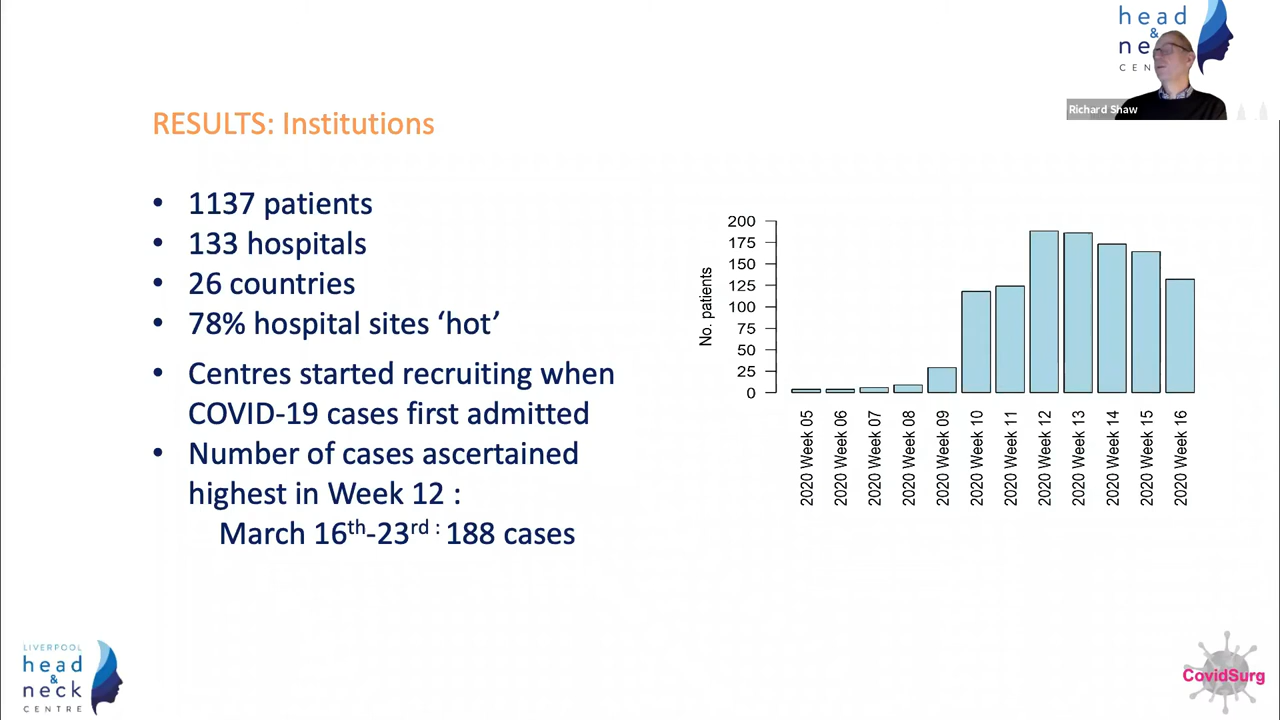 head
&
ne
CEN
Richard Shaw
RESULTS: Institutions
• 1137 patients
• 133 hospitals
• 26 countries
• 78% hospital sites ‘hot’
• Centres started recruiting when
COVID-19 cases first admitted
• Number of cases ascertained
highest in Week 12 :
March 16th-23rd : 188 cases
No. patients
200
175
150
125
100
75
50
25
0
2020 Week 05
2020 Week 06
2020 Week 07
2020 Week 08
2020 Week 09
2020 Week 10
2020 Week 11
2020 Week 12
2020 Week 13
2020 Week 14
2020 Week 15
2020 Week 16
LIVERPOOL
head
&
neck
CENTRE
CovidSurg